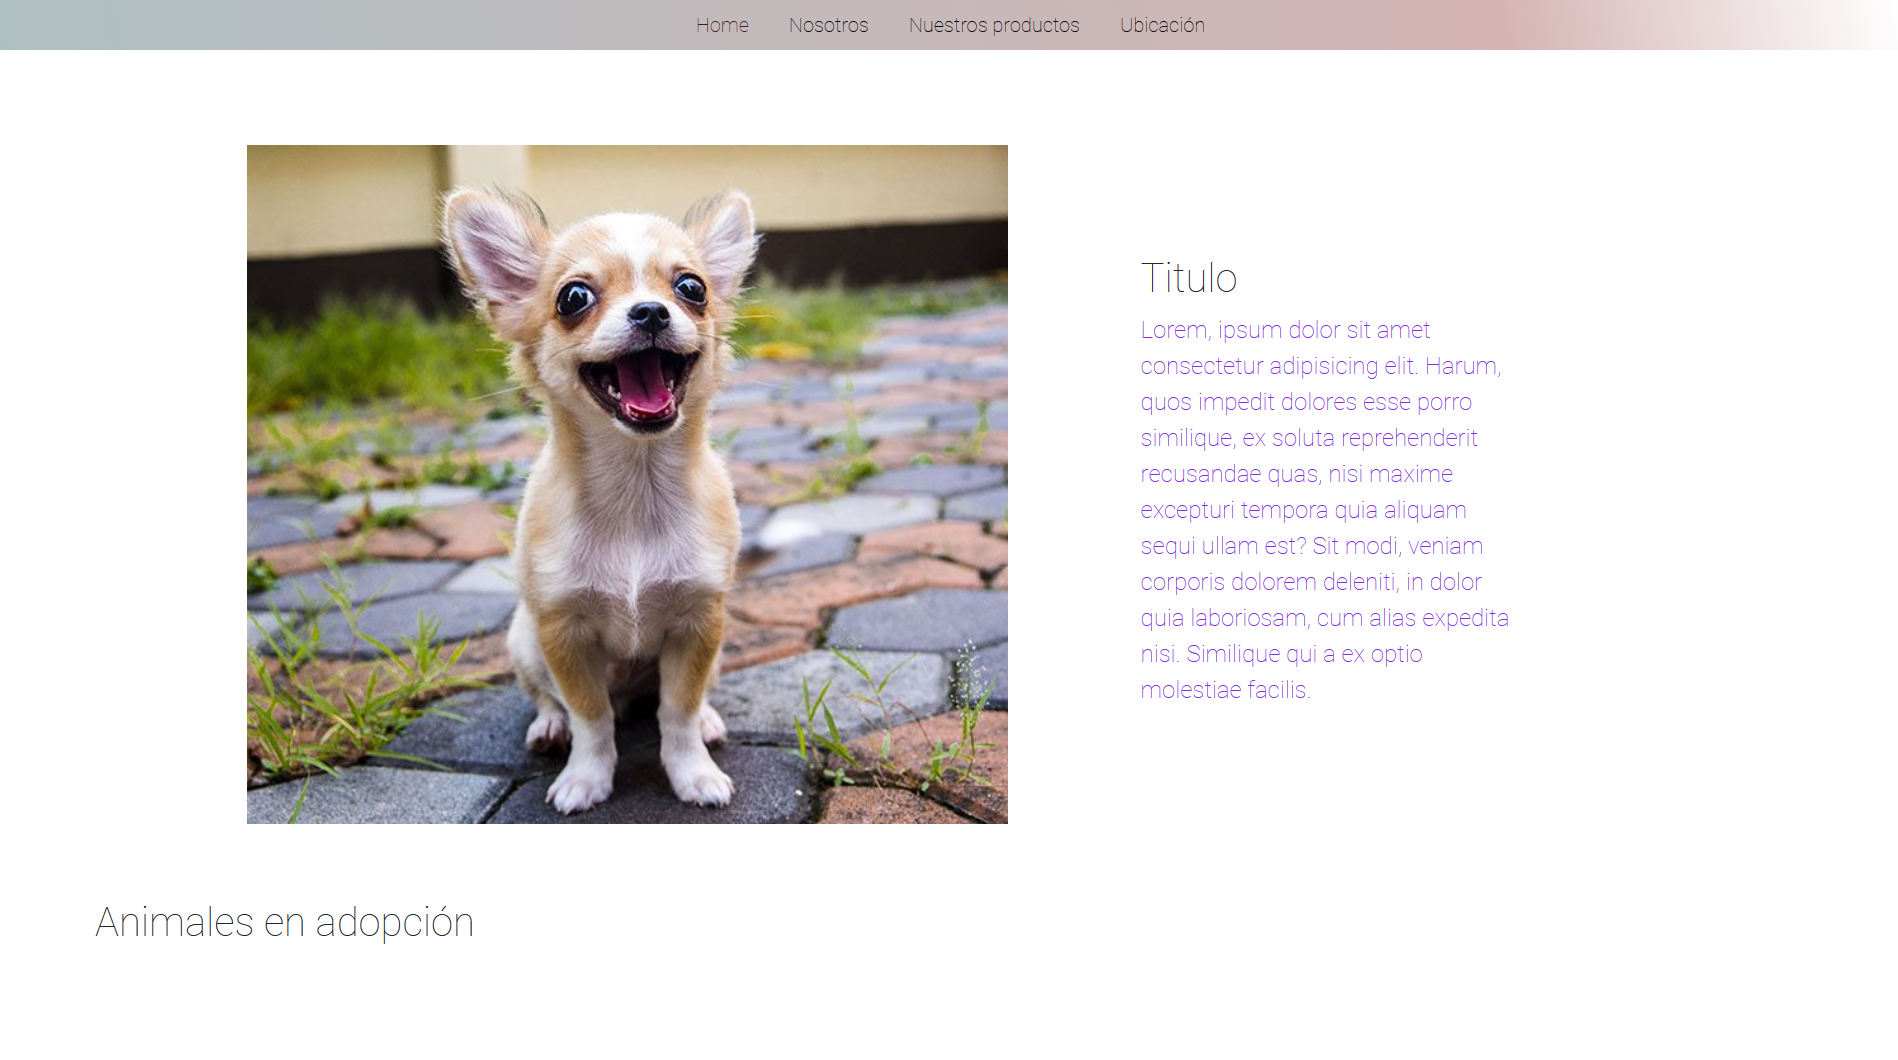 Home Nosotros Nuestros productos Ubicación
Titulo
Lorem, ipsum dolor sit amet
consectetur adipisicing elit. Harum,
quos impedit dolores esse porro
similique, ex soluta reprehenderit
recusandae quas, nisi maxime
excepturi tempora quia aliquam
sequi ullam est? Sit modi, veniam
corporis dolorem deleniti, in dolor
quia laboriosam, cum alias expedita
nisi. Similique qui a ex optio
molestiae facilis.
Animales en adopción